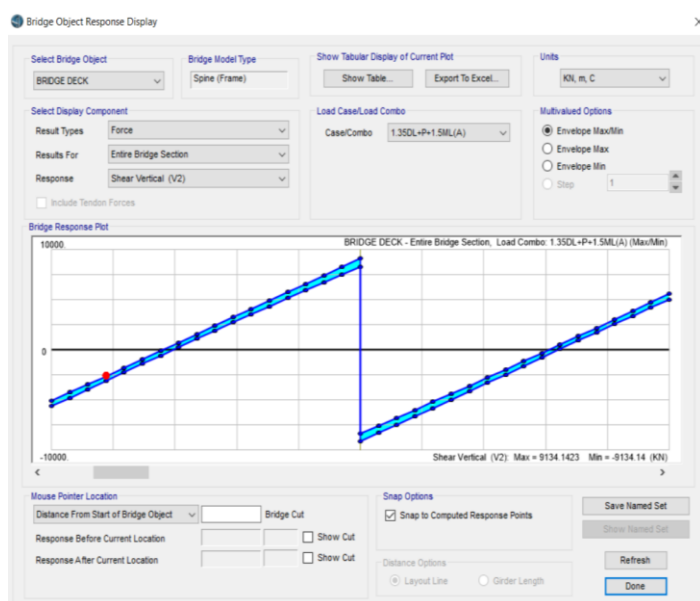 Bridge Object Response Display
Select Bridge Object
BRIDGE DECK
Bridge Model Type
Spine (Frame)
Show Tabular Display of Current Plot
Show Table...
Export To Excel...
Units
KN, m, C
Select Display Component
Result Types
Force
Results For
Entire Bridge Section
Response
Shear Vertical (V2)
Include Tendon Forces
Load Case/Load Combo
Case/Combo
1.35DL+P+1.5ML(A)
Multivalued Options
Envelope Max/Min
Envelope Max
Envelope Min
Step
1
Bridge Response Plot
10000.
BRIDGE DECK - Entire Bridge Section, Load Combo: 1.35DL+P+1.5ML(A) (Max/Min)
0
-10000.
Shear Vertical (V2): Max = 9134.1423 Min = -9134.14 (KN)
Mouse Pointer Location
Distance From Start of Bridge Object
Bridge Cut
Response Before Current Location
Show Cut
Response After Current Location
Show Cut
Snap Options
Snap to Computed Response Points
Distance Options
Layout Line
Girder Length
Save Named Set
Show Named Set
Refresh
Done